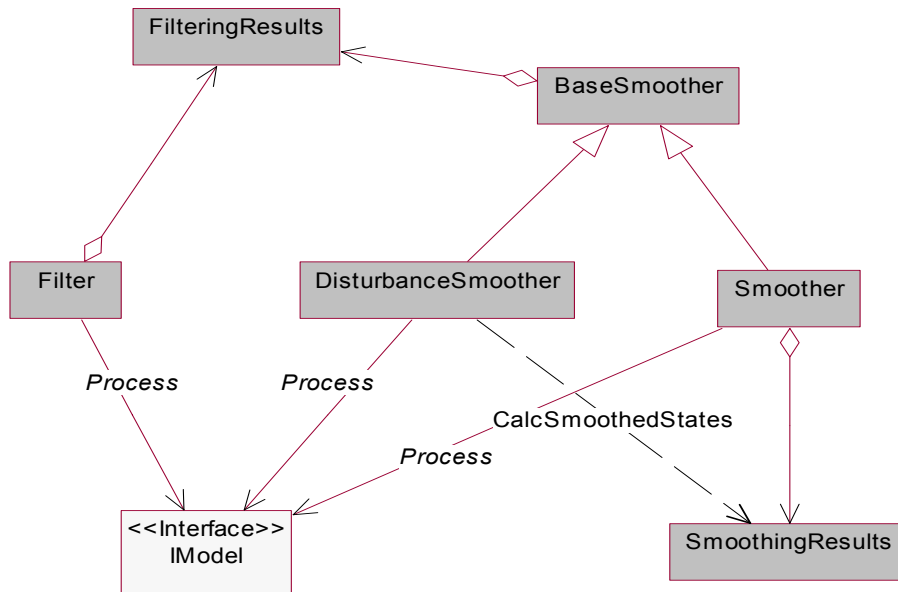 FilteringResults
BaseSmoother
Filter
DisturbanceSmoother
Smoother
Process
Process
CalcSmoothedStates
Process
<<Interface>>
IModel
SmoothingResults